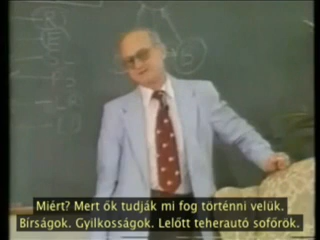 Miért? Mert ők tudják mi fog történni velük.
Bírságok. Gyilkosságok. Lelőtt teherautó sofőrök.